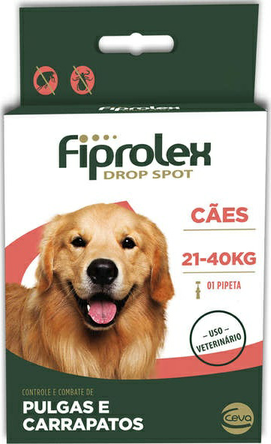 Fiprolex
DROP SPOT
CÃES
21-40KG
01 PIPETA
USO
VETERINÁRIO
CONTROLE E COMBATE DE
PULGAS E
CARRAPATOS
Ceva